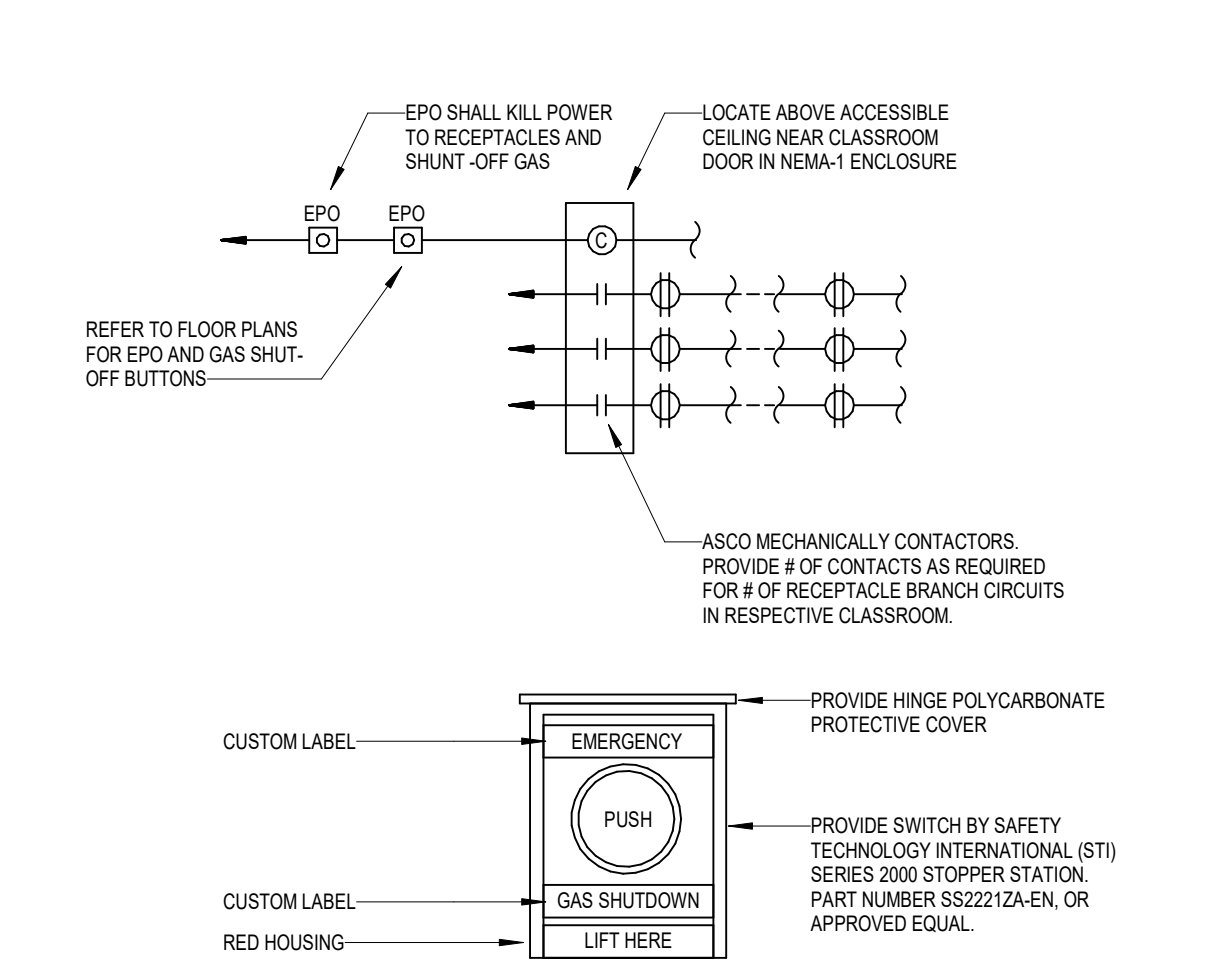 EPO SHALL KILL POWER
TO RECEPTACLES AND
SHUNT -OFF GAS
LOCATE ABOVE ACCESSIBLE
CEILING NEAR CLASSROOM
DOOR IN NEMA-1 ENCLOSURE
EPO
EPO
C
REFER TO FLOOR PLANS
FOR EPO AND GAS SHUT-
OFF BUTTONS
ASCO MECHANICALLY CONTACTORS.
PROVIDE # OF CONTACTS AS REQUIRED
FOR # OF RECEPTACLE BRANCH CIRCUITS
IN RESPECTIVE CLASSROOM.
PROVIDE HINGE POLYCARBONATE
PROTECTIVE COVER
CUSTOM LABEL
EMERGENCY
PUSH
PROVIDE SWITCH BY SAFETY
TECHNOLOGY INTERNATIONAL (STI)
SERIES 2000 STOPPER STATION.
PART NUMBER SS2221ZA-EN, OR
APPROVED EQUAL.
CUSTOM LABEL
GAS SHUTDOWN
RED HOUSING
LIFT HERE